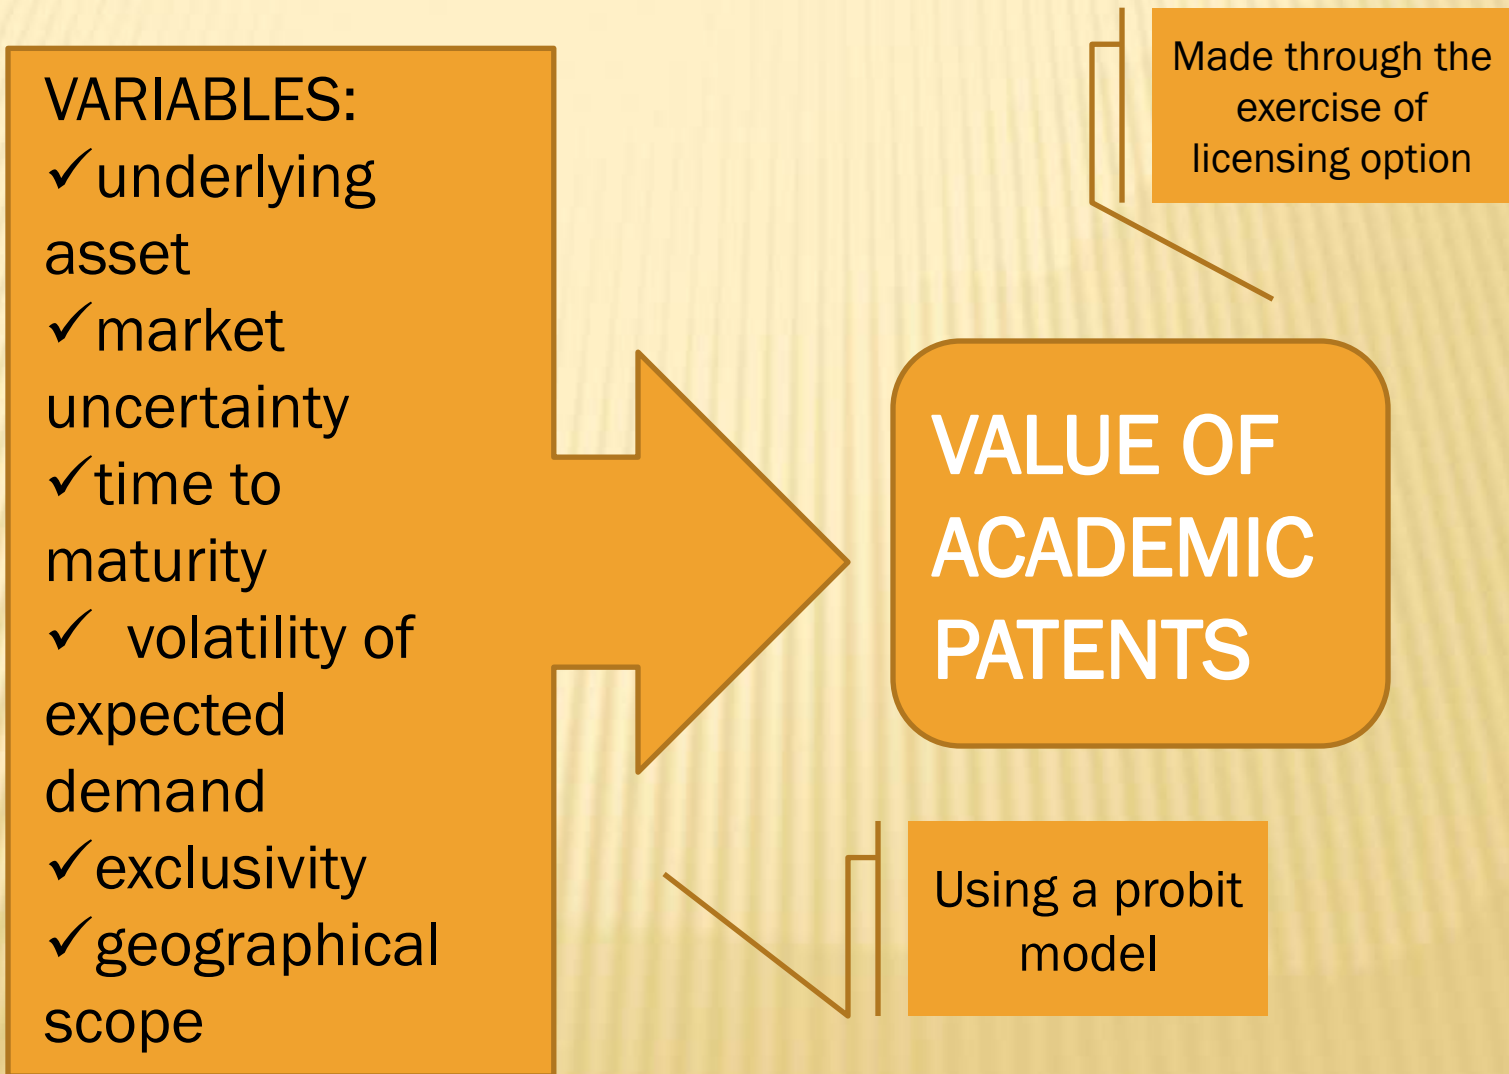 VARIABLES:
✓underlying
asset
✓market
uncertainty
✓time to
maturity
✓ volatility of
expected
demand
✓exclusivity
✓geographical
scope
Made through the
exercise of
licensing option
VALUE OF
ACADEMIC
PATENTS
Using a probit
model